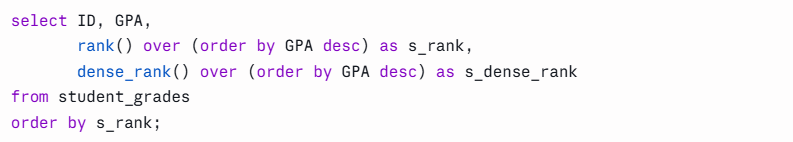 select ID, GPA,
       rank() over (order by GPA desc) as s_rank,
       dense_rank() over (order by GPA desc) as s_dense_rank
from student_grades
order by s_rank;